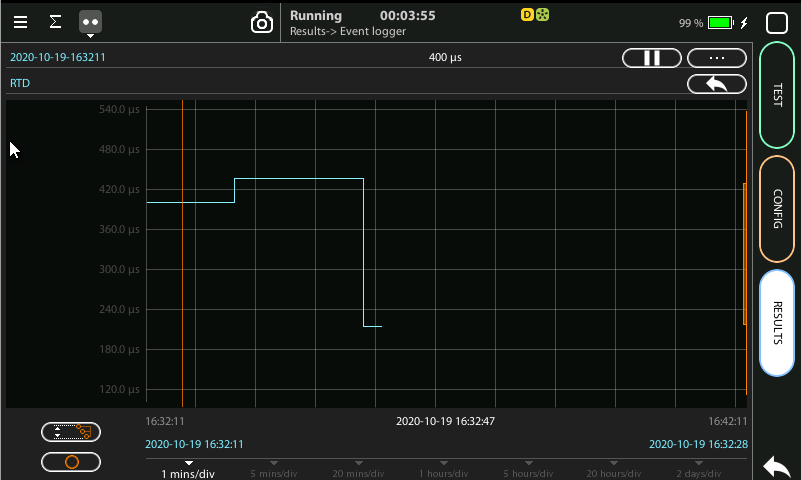 Running 00:03:55 D 99 %
Results-> Event logger
2020-10-19-163211 400 µs ...
RTD
TEST
CONFIG
RESULTS
540.0 µs
480.0 µs
420.0 µs
360.0 µs
300.0 µs
240.0 µs
180.0 µs
120.0 µs
16:32:11 2020-10-19 16:32:47 16:42:11
2020-10-19 16:32:11 2020-10-19 16:32:28
1 mins/div 5 mins/div 20 mins/div 1 hours/div 5 hours/div 20 hours/div 2 days/div